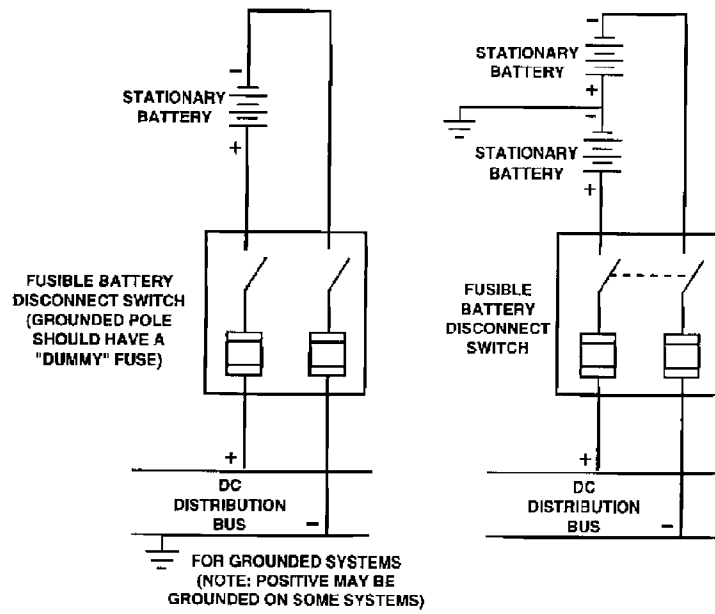 −
STATIONARY
BATTERY
+
FUSIBLE BATTERY
DISCONNECT SWITCH
(GROUNDED POLE
SHOULD HAVE A
"DUMMY" FUSE)
+
DC
DISTRIBUTION
BUS
−
FOR GROUNDED SYSTEMS
(NOTE: POSITIVE MAY BE
GROUNDED ON SOME SYSTEMS)
−
STATIONARY
BATTERY
+
−
STATIONARY
BATTERY
+
FUSIBLE
BATTERY
DISCONNECT
SWITCH
+
DC
DISTRIBUTION
BUS
−